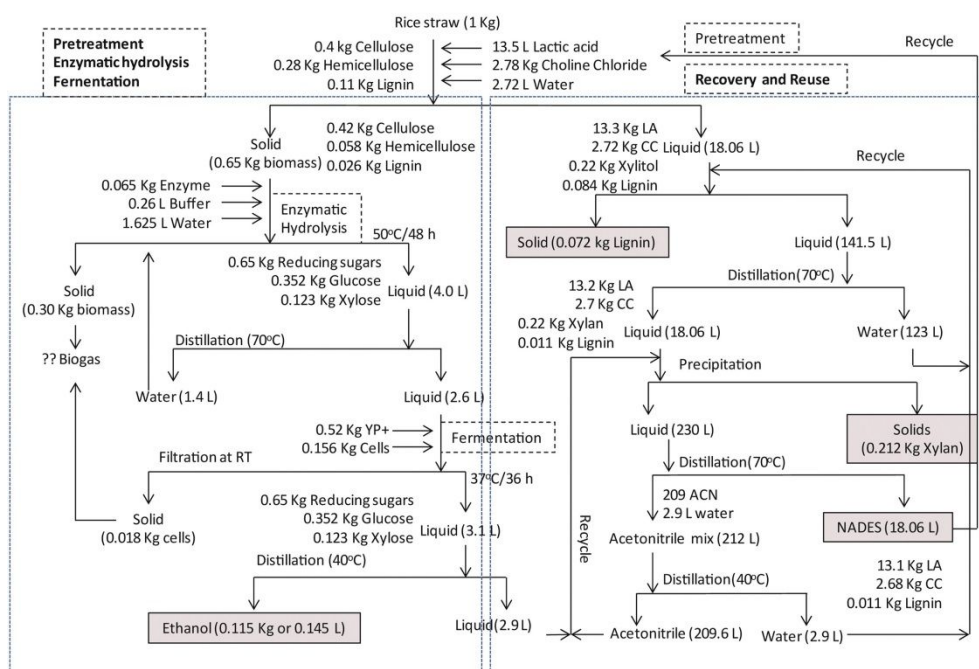 Rice straw (1 Kg)
Pretreatment
Enzymatic hydrolysis
Fernentation
0.4 kg Cellulose
0.28 Kg Hemicellulose
0.11 Kg Lignin
13.5 L Lactic acid
2.78 Kg Choline Chloride
2.72 L Water
Pretreatment
Recycle
Recovery and Reuse
Solid
(0.65 Kg biomass)
0.42 Kg Cellulose
0.058 Kg Hemicellulose
0.026 Kg Lignin
0.065 Kg Enzyme
0.26 L Buffer
1.625 L Water
Enzymatic
Hydrolysis
50°C/48 h
Solid
(0.30 Kg biomass)
?? Biogas
0.65 Kg Reducing sugars
0.352 Kg Glucose
0.123 Kg Xylose
Liquid (4.0 L)
Distillation (70°C)
Water (1.4 L)
Liquid (2.6 L)
0.52 Kg YP+
0.156 Kg Cells
Fermentation
37°C/36 h
Filtration at RT
Solid
(0.018 Kg cells)
0.65 Kg Reducing sugars
0.352 Kg Glucose
0.123 Kg Xylose
Liquid (3.1 L)
Distillation (40°C)
Ethanol (0.115 Kg or 0.145 L)
Liquid(2.9 L)
13.3 Kg LA
2.72 Kg CC
0.22 Kg Xylitol
0.084 Kg Lignin
Liquid (18.06 L)
Recycle
Solid (0.072 kg Lignin)
Liquid (141.5 L)
Distillation(70°C)
13.2 Kg LA
2.7 Kg CC
0.22 Kg Xylan
0.011 Kg Lignin
Liquid (18.06 L)
Water (123 L)
Precipitation
Liquid (230 L)
Solids
(0.212 Kg Xylan)
Distillation(70°C)
209 ACN
2.9 L water
Acetonitrile mix (212 L)
NADES (18.06 L)
13.1 Kg LA
2.68 Kg CC
0.011 Kg Lignin
Recycle
Distillation(40°C)
Acetonitrile (209.6 L)
Water (2.9 L)